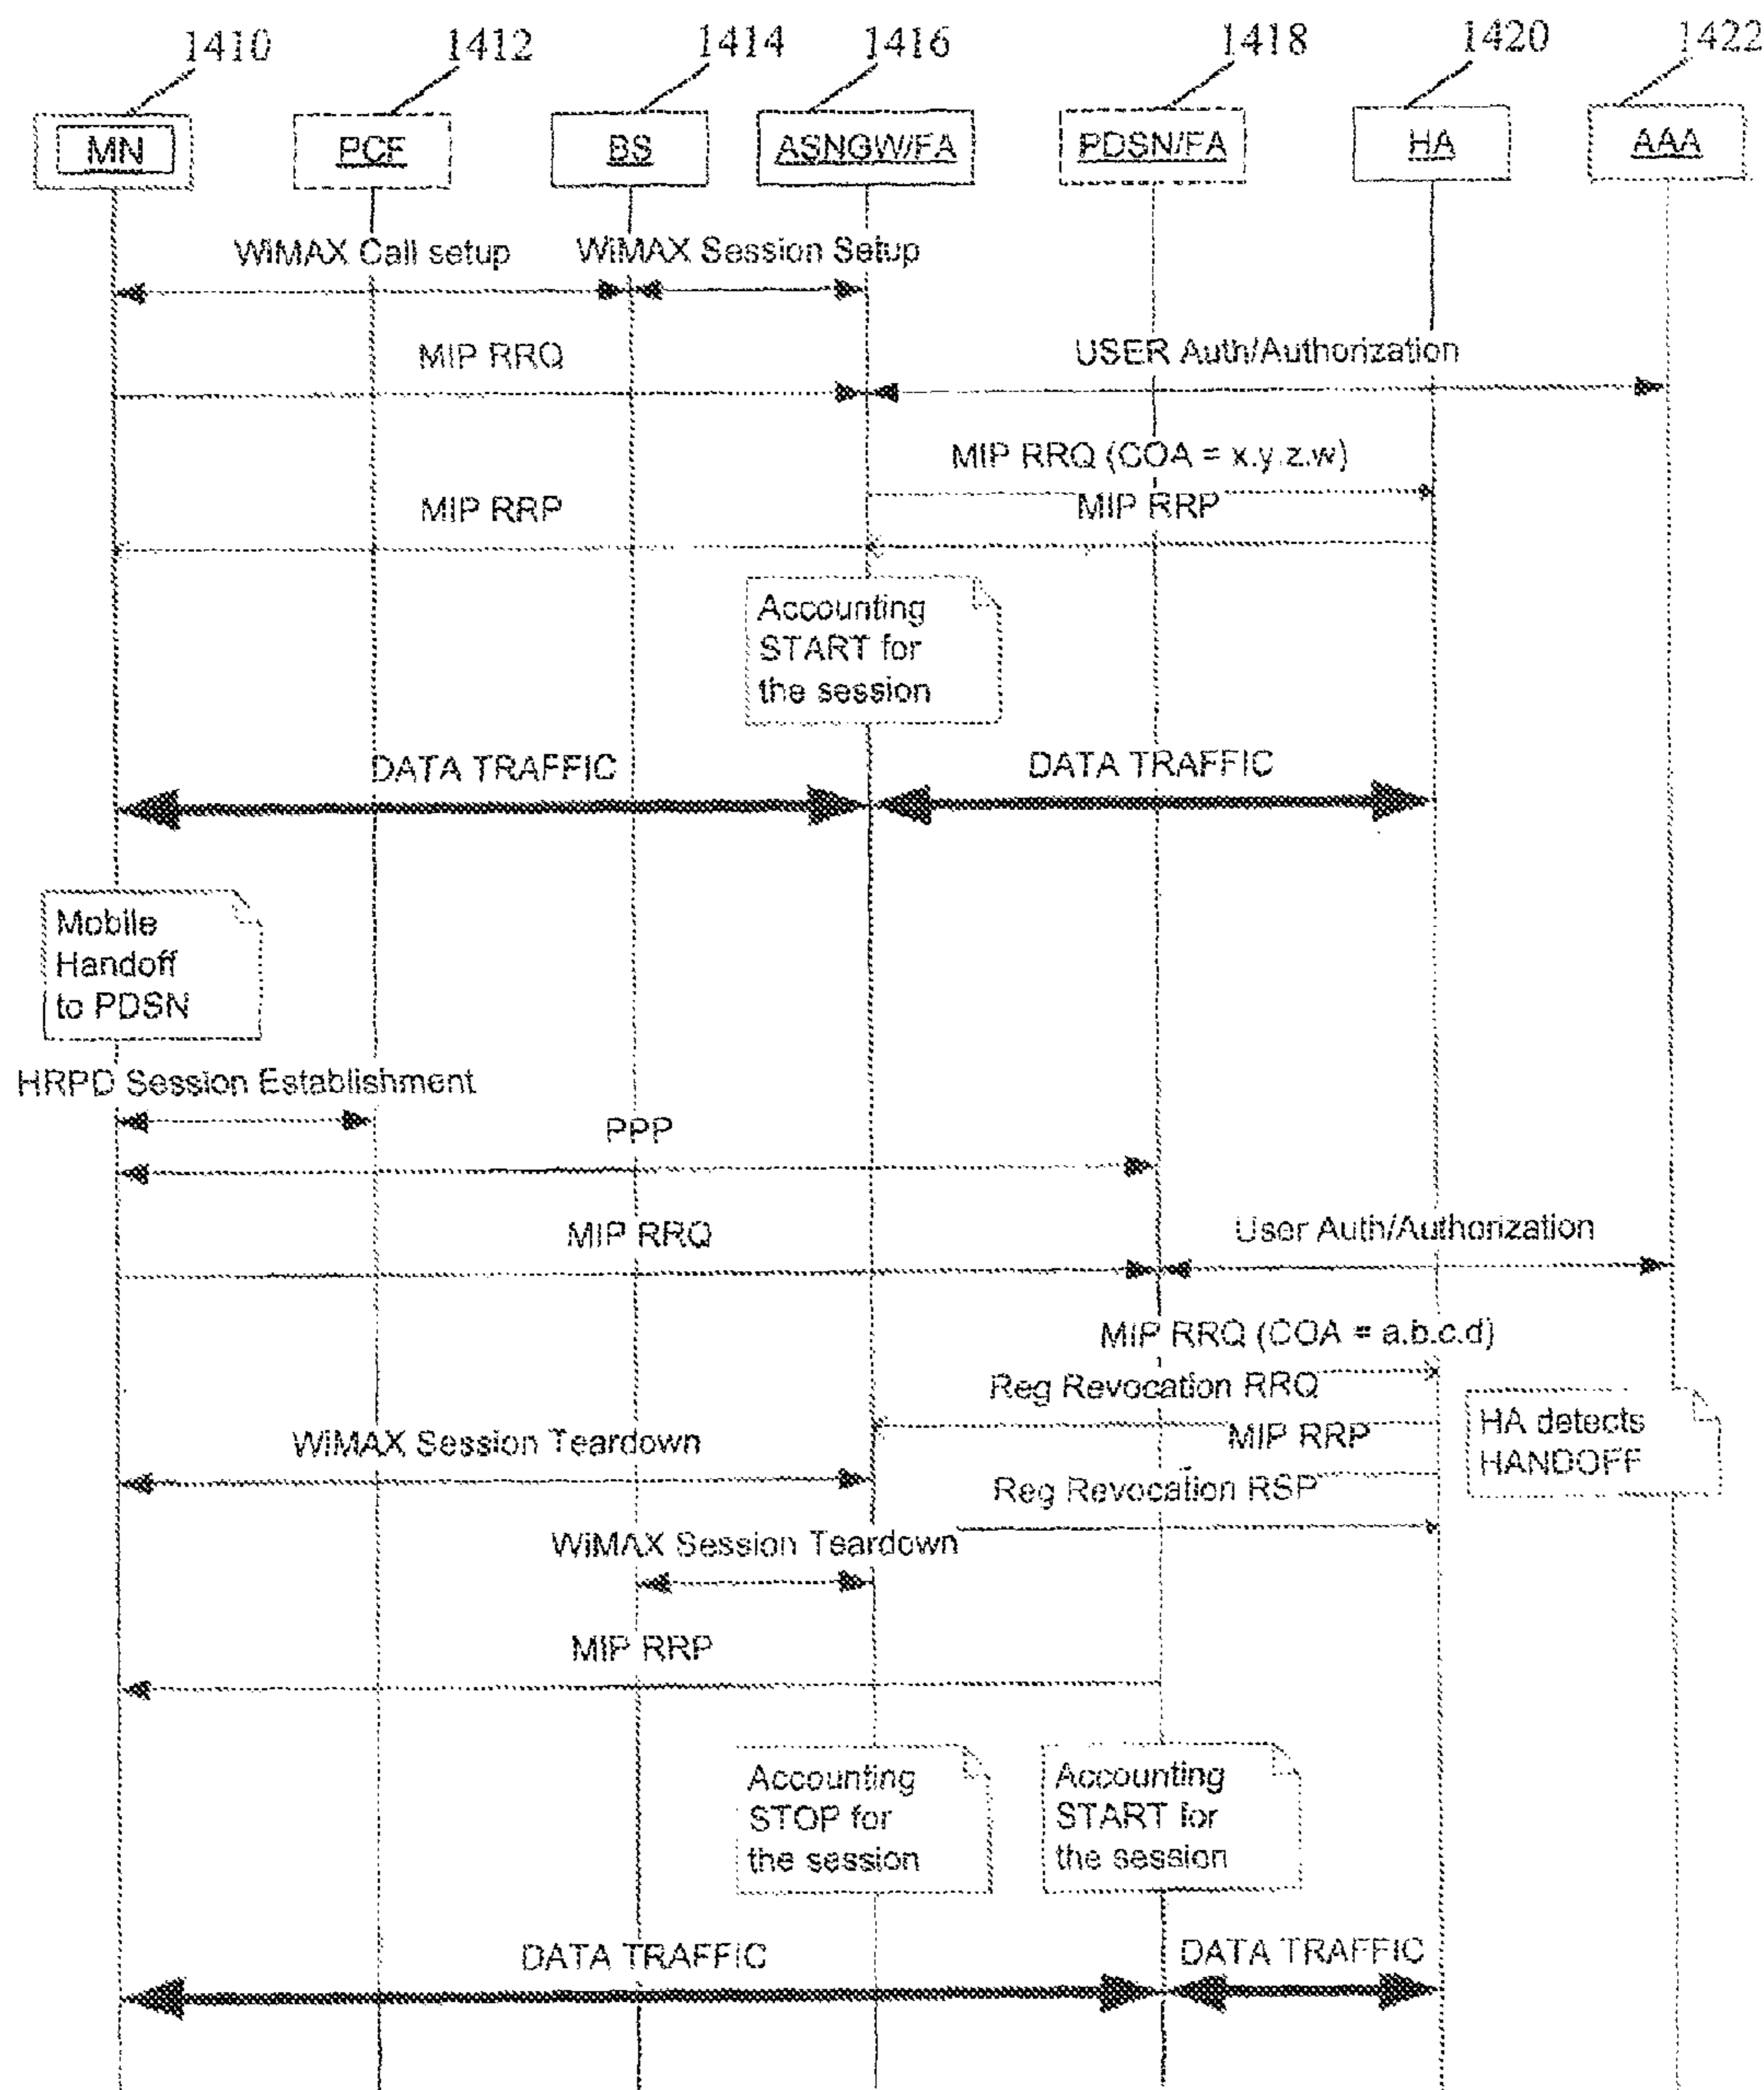 1410 1412 1414 1416 1418 1420 1422
MN PCF BS ASNGW/FA PDSN/FA HA AAA
WiMAX Call setup WiMAX Session Setup
MIP RRQ USER Auth/Authorization
MIP RRQ (COA = x.y.z.w)
MIP RRP MIP RRP
Accounting
START for
the session
DATA TRAFFIC DATA TRAFFIC
Mobile
Handoff
to PDSN
HRPD Session Establishment
PPP
MIP RRQ User Auth/Authorization
MIP RRQ (COA = a.b.c.d)
Reg Revocation RRQ
HA detects
HANDOFF
WiMAX Session Teardown MIP RRP
Reg Revocation RSP
WiMAX Session Teardown
MIP RRP
Accounting
STOP for
the session
Accounting
START for
the session
DATA TRAFFIC DATA TRAFFIC